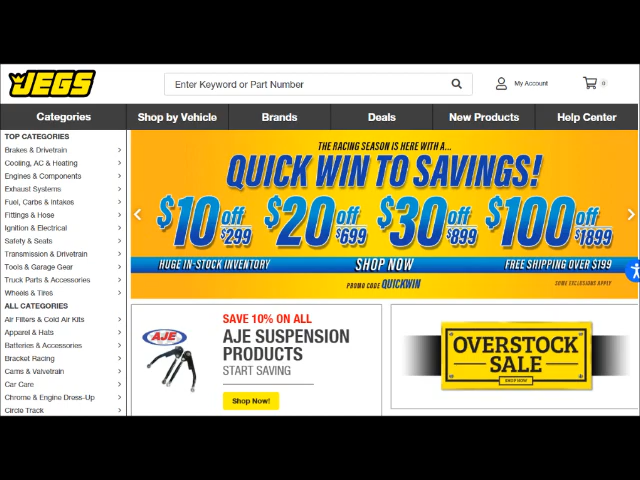 JEGS
Enter Keyword or Part Number
My Account
0
Categories
Shop by Vehicle
Brands
Deals
New Products
Help Center
TOP CATEGORIES
Brakes & Drivetrain
Cooling, AC & Heating
Engines & Components
Exhaust Systems
Fuel, Carbs & Intakes
Fittings & Hose
Ignition & Electrical
Safety & Seats
Transmission & Drivetrain
Tools & Garage Gear
Truck Parts & Accessories
Wheels & Tires
ALL CATEGORIES
Air Filters & Cold Air Kits
Apparel & Hats
Batteries & Accessories
Bracket Racing
Cams & Valvetrain
Car Care
Chrome & Engine Dress-Up
Circle Track
THE RACING SEASON IS HERE WITH A...
QUICK WIN TO SAVINGS!
$10 off $299
$20 off $699
$30 off $899
$100 off $1899
HUGE IN-STOCK INVENTORY
SHOP NOW
FREE SHIPPING OVER $199
PROMO CODE QUICKWIN
SOME EXCLUSIONS APPLY
AJE
SAVE 10% ON ALL
AJE SUSPENSION
PRODUCTS
START SAVING
Shop Now!
OVERSTOCK
SALE
SHOP NOW